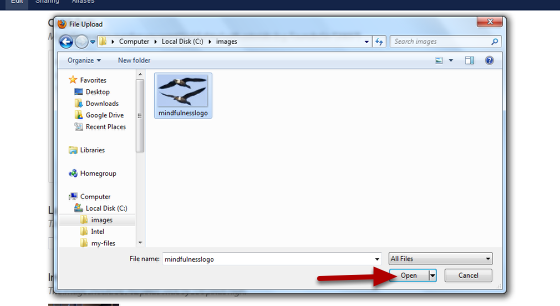 Edit Share Aliases
File Upload
Computer Local Disk (C:) images
Search images
Organize New folder
Favorites
Desktop
Downloads
Google Drive
Recent Places
Libraries
Homegroup
Computer
Local Disk (C:)
images
Intel
my-files
mindfulnesslogo
File name: mindfulnesslogo All Files
Open Cancel